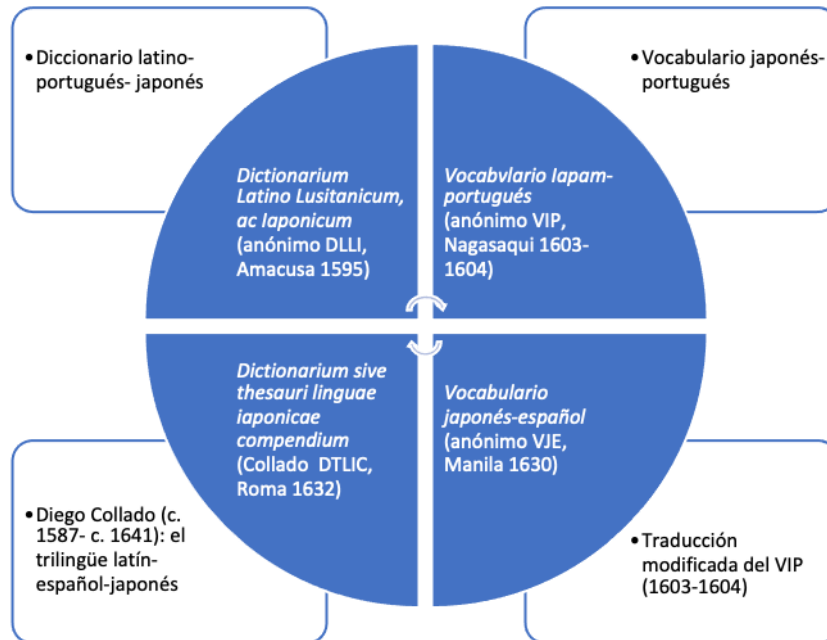 •Diccionario latino-
portugués- japonés
•Vocabulario japonés-
portugués
Dictionarium
Latino Lusitanicum,
ac Iaponicum
(anónimo DLLI,
Amacusa 1595)
Vocabvlario Iapam-
portugués
(anónimo VIP,
Nagasaqui 1603-
1604)
Dictionarium sive
thesauri linguae
iaponicae
compendium
(Collado  DTLIC,
Roma 1632)
Vocabulario
japonés-español
(anónimo VJE,
Manila 1630)
•Diego Collado (c.
1587- c. 1641): el
trilingüe latín-
español-japonés
•Traducción
modificada del VIP
(1603-1604)